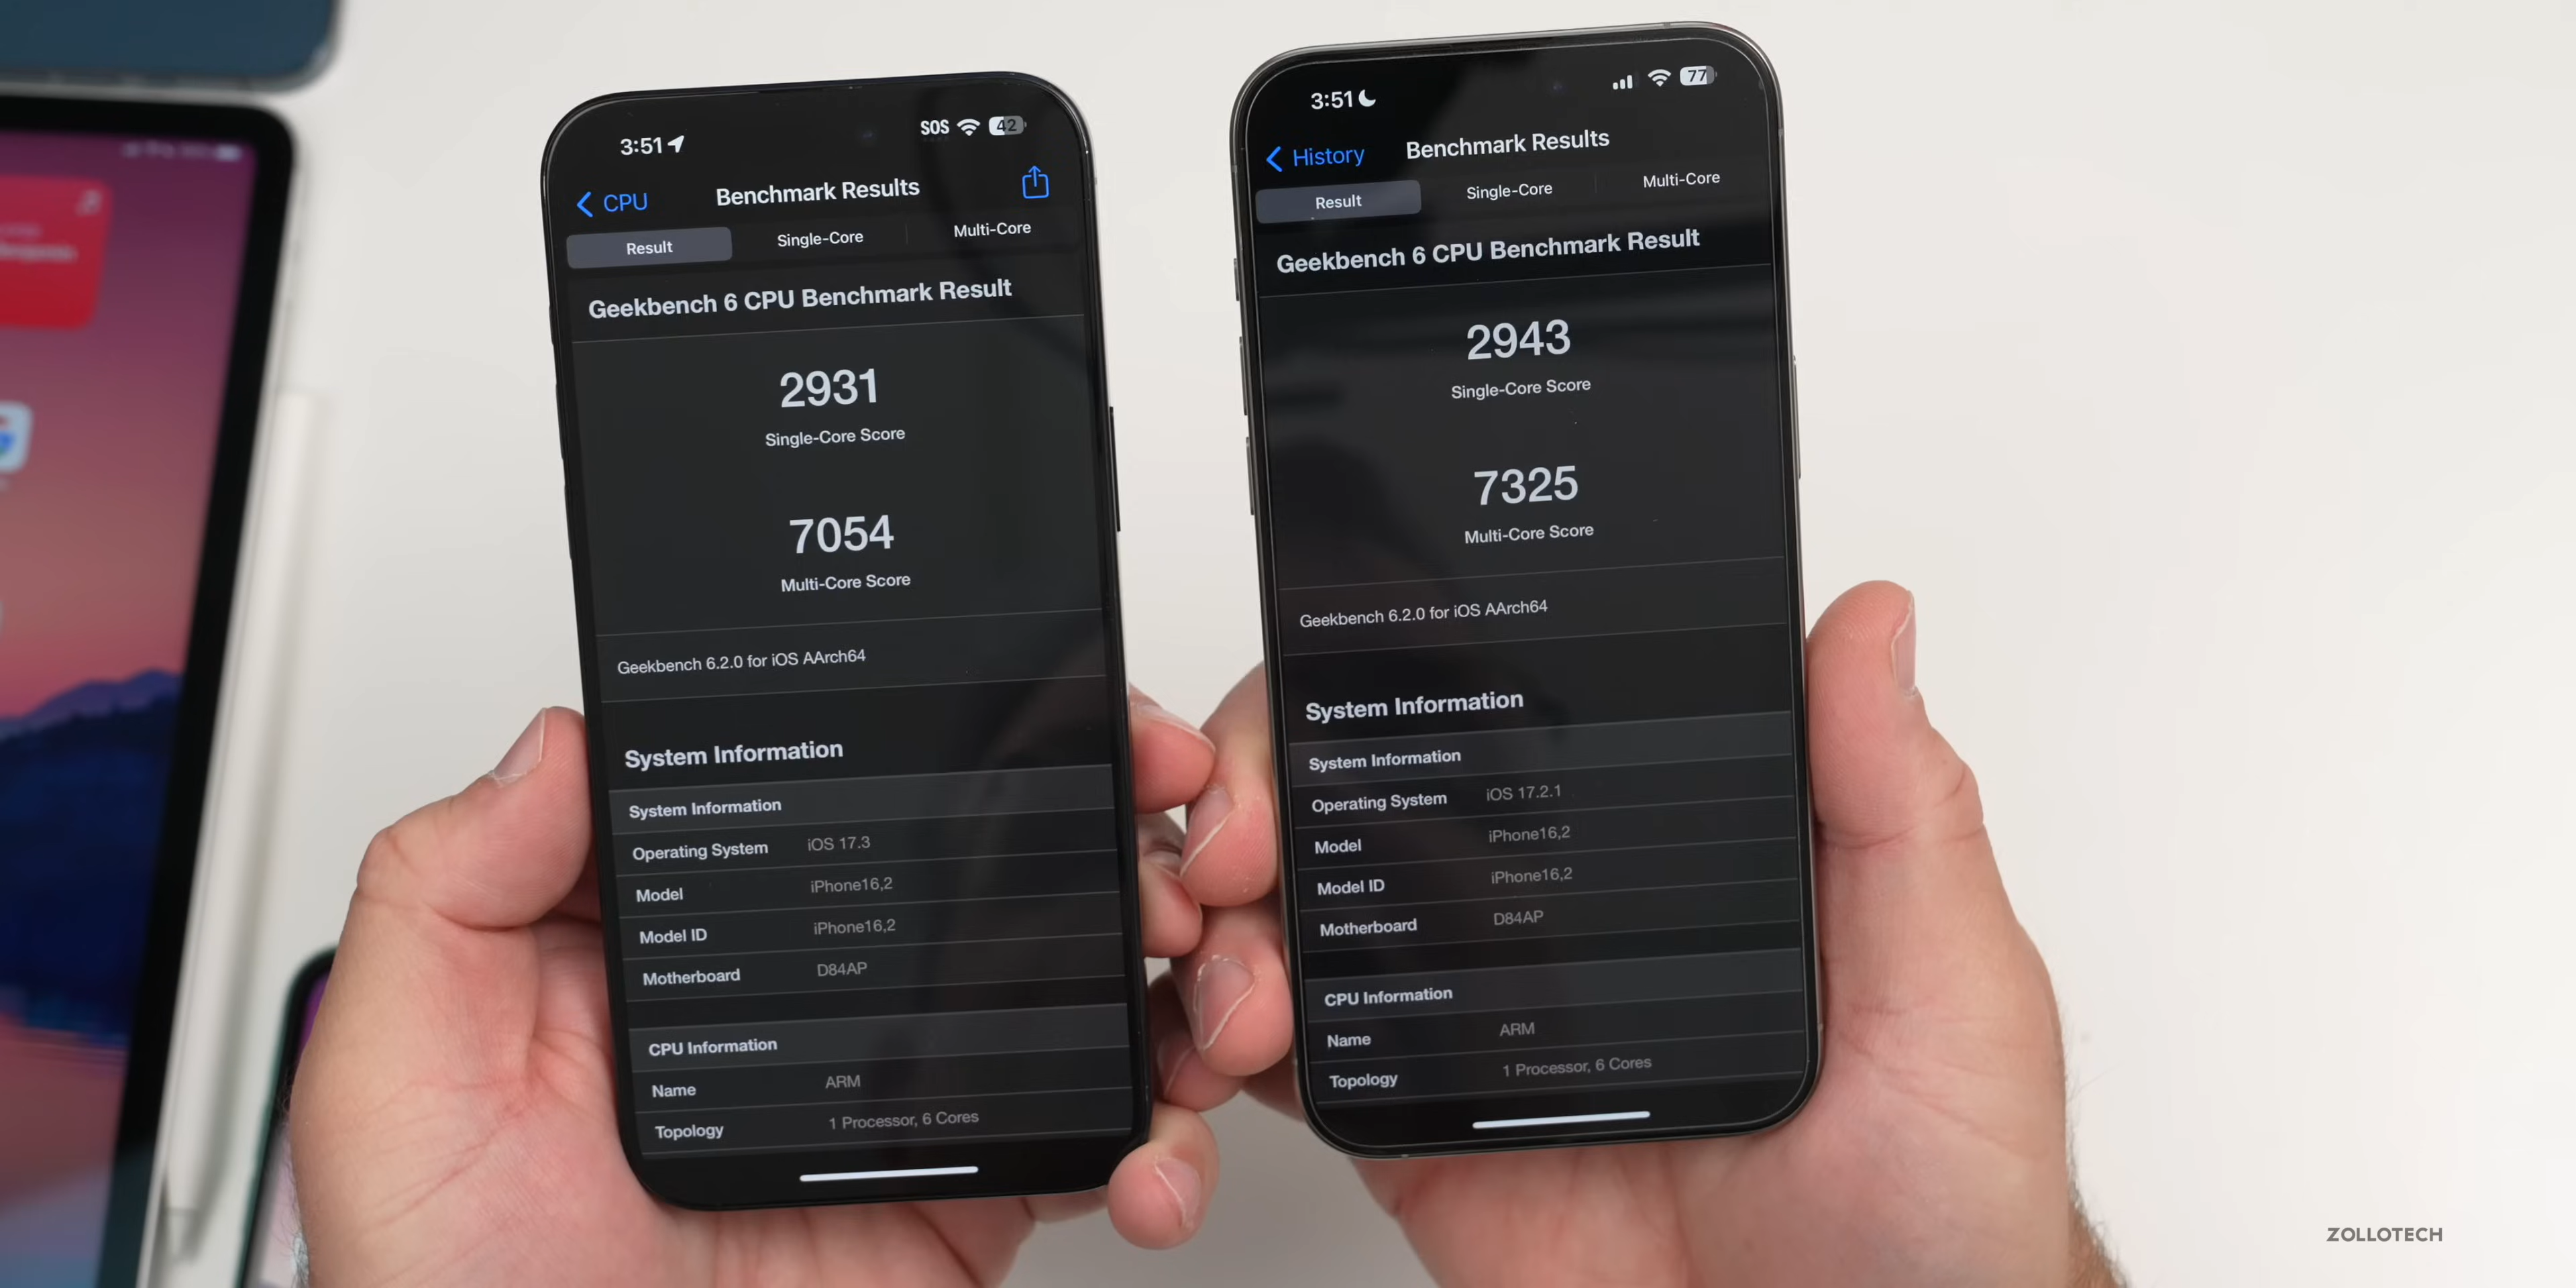 3:51
SOS 42
CPU
Benchmark Results
Result
Single-Core
Multi-Core
Geekbench 6 CPU Benchmark Result
2931
Single-Core Score
7054
Multi-Core Score
Geekbench 6.2.0 for iOS AArch64
System Information
System Information
Operating System iOS 17.3
Model iPhone16,2
Model ID iPhone16,2
Motherboard D84AP
CPU Information
Name ARM
Topology 1 Processor, 6 Cores
3:51
77
History
Benchmark Results
Result
Single-Core
Multi-Core
Geekbench 6 CPU Benchmark Result
2943
Single-Core Score
7325
Multi-Core Score
Geekbench 6.2.0 for iOS AArch64
System Information
System Information
Operating System iOS 17.2.1
Model iPhone16,2
Model ID iPhone16,2
Motherboard D84AP
CPU Information
Name ARM
Topology 1 Processor, 6 Cores
ZOLLOTECH